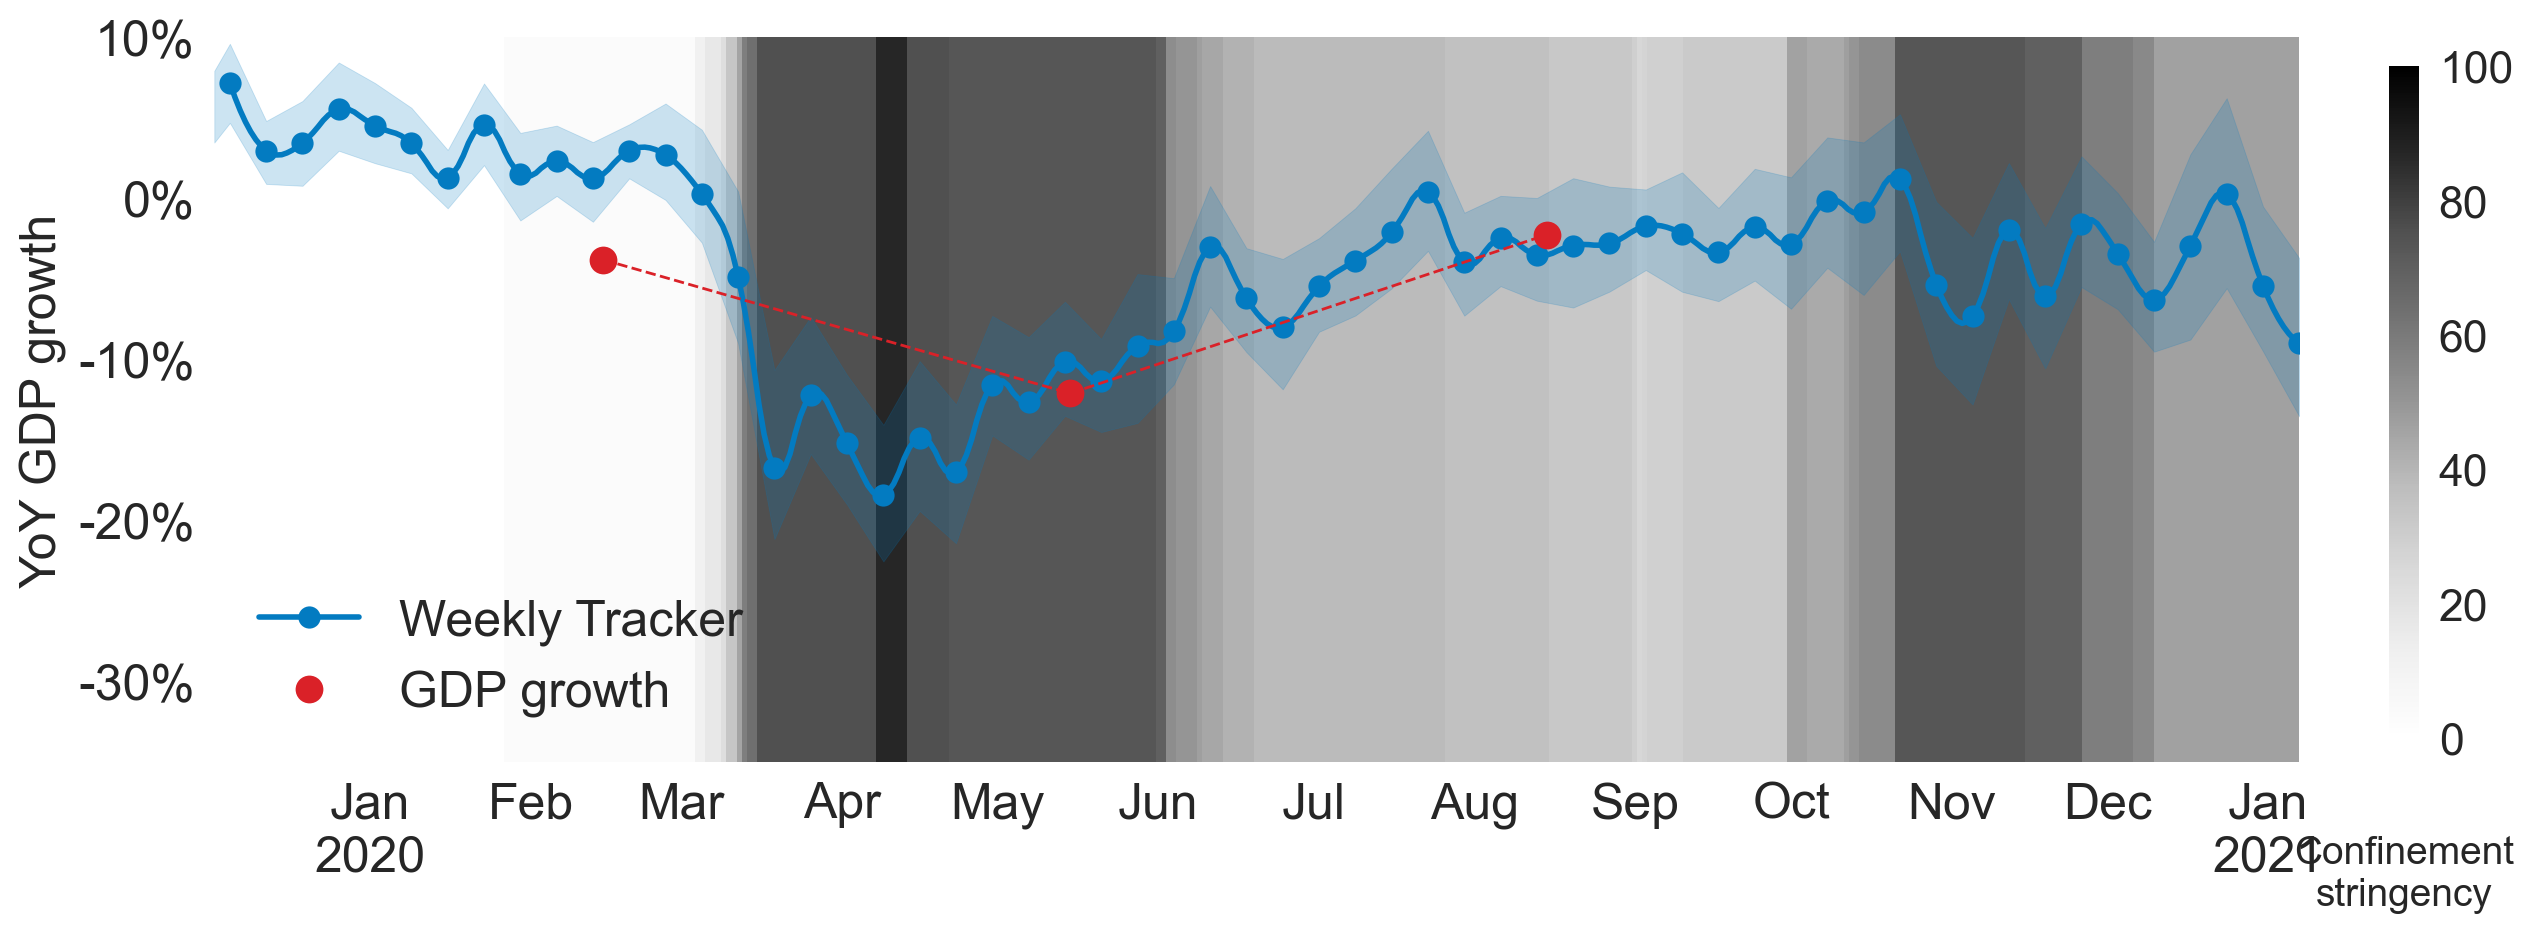 10%
0%
-10%
-20%
-30%
YoY GDP growth
Weekly Tracker
GDP growth
Jan Feb Mar Apr May Jun Jul Aug Sep Oct Nov Dec Jan
2020 2021
100
80
60
40
20
0
Confinement
stringency